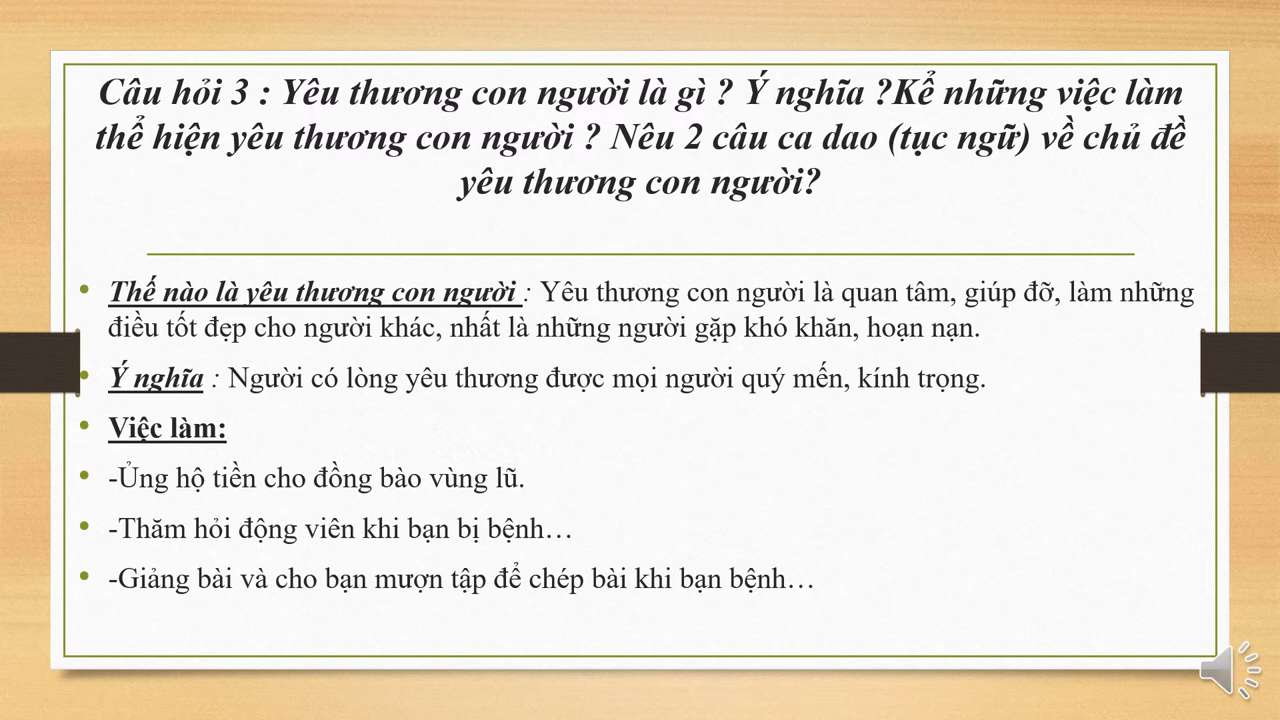 Câu hỏi 3 : Yêu thương con người là gì ? Ý nghĩa ?Kể những việc làm
thể hiện yêu thương con người ? Nêu 2 câu ca dao (tục ngữ) về chủ đề
yêu thương con người?
• Thế nào là yêu thương con người : Yêu thương con người là quan tâm, giúp đỡ, làm những
điều tốt đẹp cho người khác, nhất là những người gặp khó khăn, hoạn nạn.
• Ý nghĩa : Người có lòng yêu thương được mọi người quý mến, kính trọng.
• Việc làm:
• -Ủng hộ tiền cho đồng bào vùng lũ.
• -Thăm hỏi động viên khi bạn bị bệnh…
• -Giảng bài và cho bạn mượn tập để chép bài khi bạn bệnh…